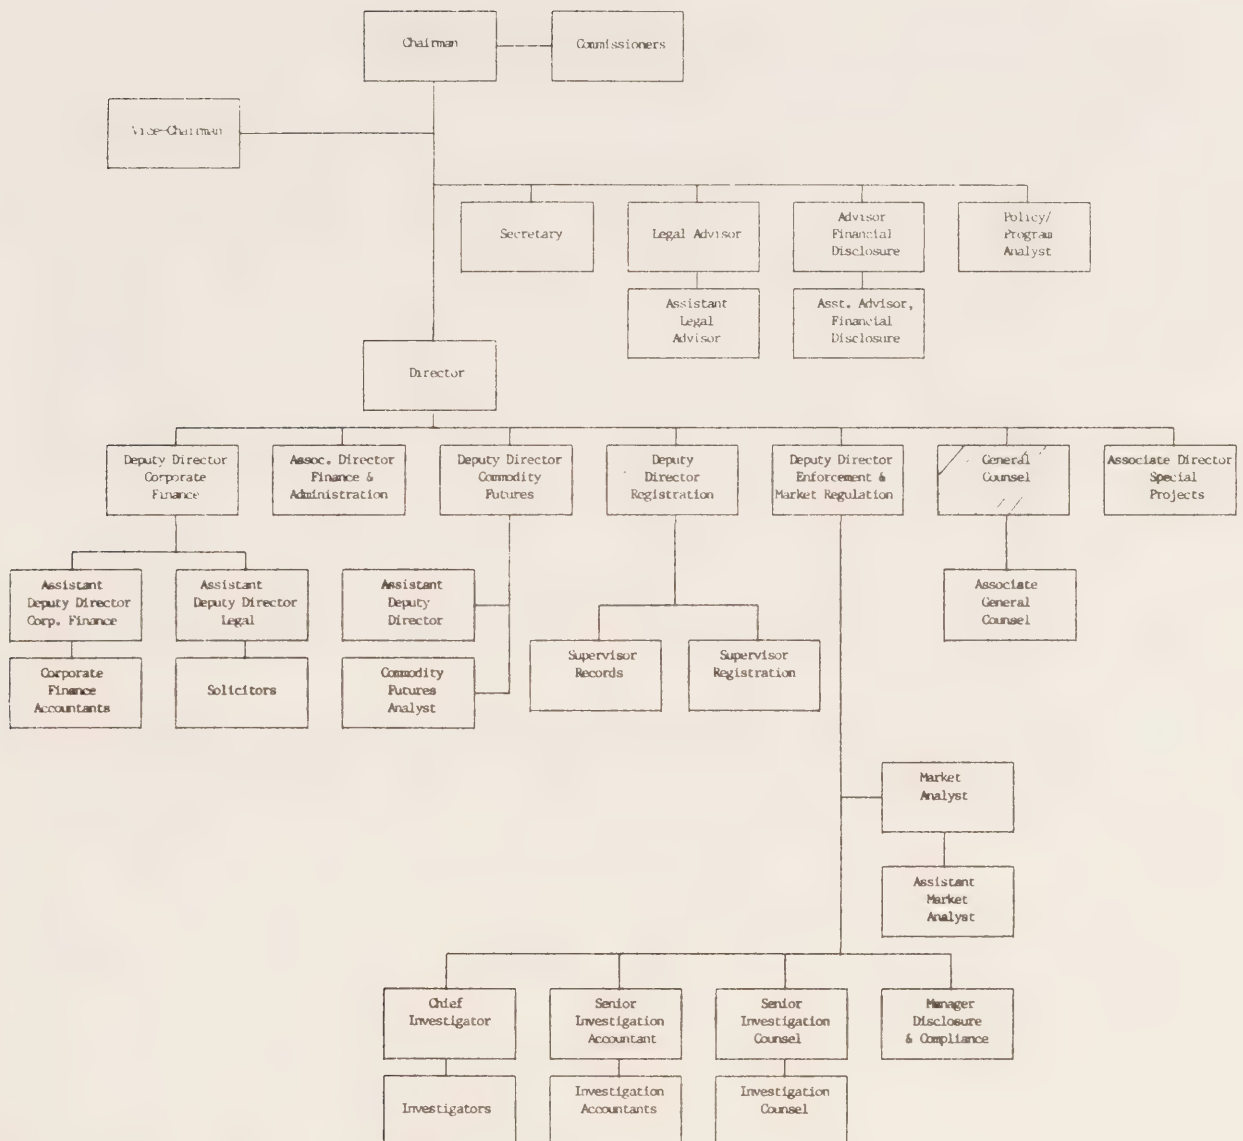 Chairman
Commissioners
Vice-Chairman
Secretary
Legal Advisor
Advisor
Financial
Disclosure
Policy/
Program
Analyst
Assistant
Legal
Advisor
Asst. Advisor,
Financial
Disclosure
Director
Deputy Director
Corporate
Finance
Assoc. Director
Finance &
Administration
Deputy Director
Commodity
Futures
Deputy
Director
Registration
Deputy Director
Enforcement &
Market Regulation
General
Counsel
Associate Director
Special
Projects
Assistant
Deputy Director
Corp. Finance
Assistant
Deputy Director
Legal
Assistant
Deputy
Director
Associate
General
Counsel
Corporate
Finance
Accountants
Solicitors
Commodity
Futures
Analyst
Supervisor
Records
Supervisor
Registration
Market
Analyst
Assistant
Market
Analyst
Chief
Investigator
Senior
Investigation
Accountant
Senior
Investigation
Counsel
Manager
Disclosure
& Compliance
Investigators
Investigation
Accountants
Investigation
Counsel